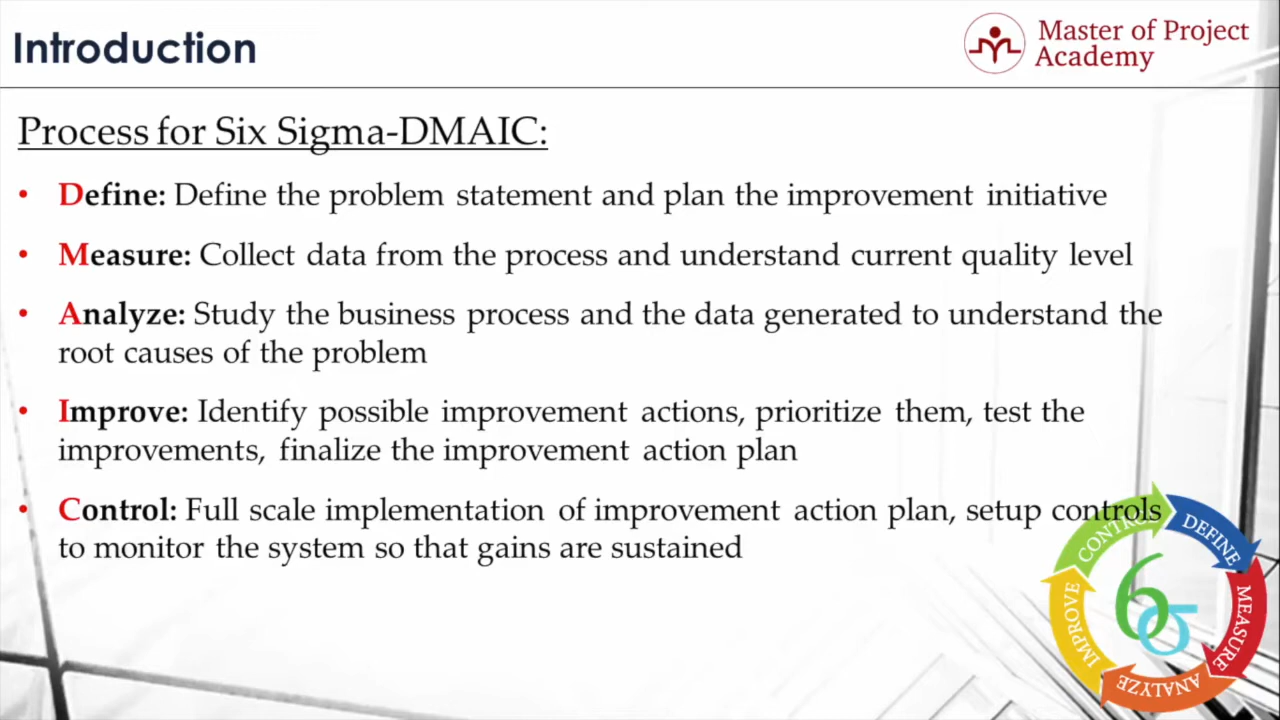 Introduction
Master of Project
Academy
Process for Six Sigma-DMAIC:
• Define: Define the problem statement and plan the improvement initiative
• Measure: Collect data from the process and understand current quality level
• Analyze: Study the business process and the data generated to understand the
root causes of the problem
• Improve: Identify possible improvement actions, prioritize them, test the
improvements, finalize the improvement action plan
• Control: Full scale implementation of improvement action plan, setup controls
to monitor the system so that gains are sustained
CONTROL
DEFINE
MEASURE
ANALYZE
IMPROVE
6σ